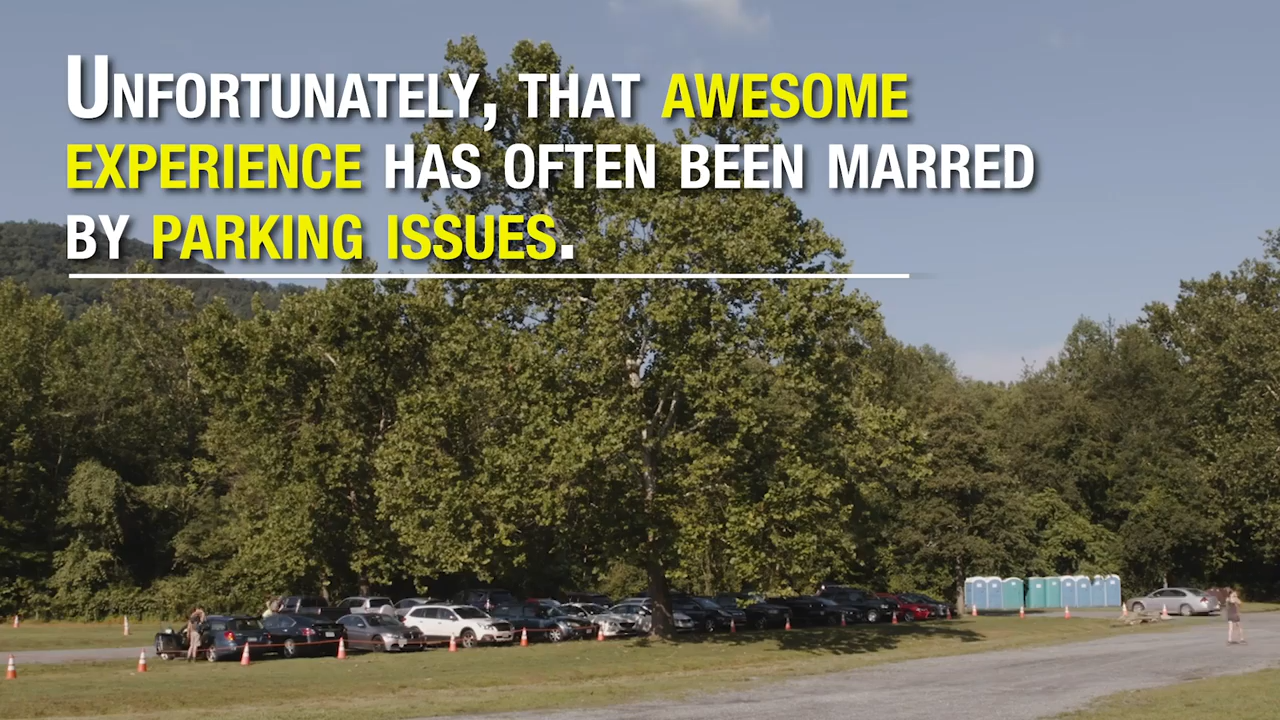 Unfortunately, that awesome
experience has often been marred
by parking issues.